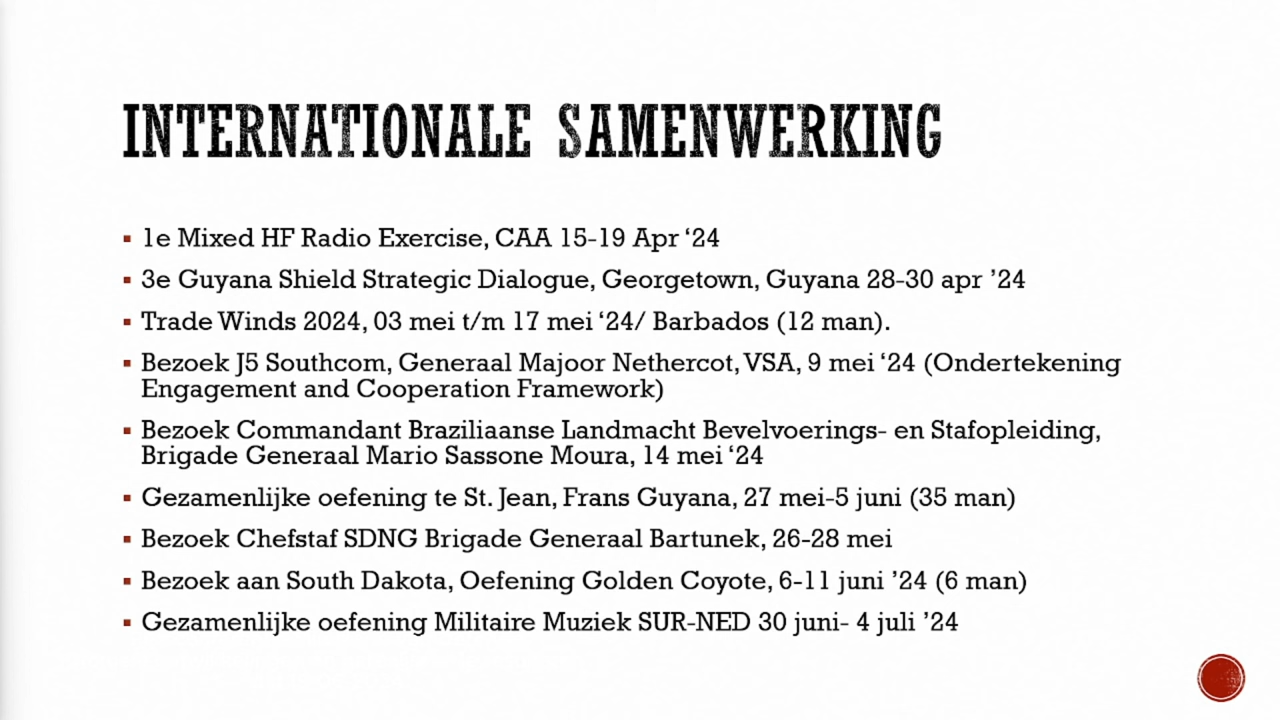 INTERNATIONALE SAMENWERKING
1e Mixed HF Radio Exercise, CAA 15-19 Apr ‘24
3e Guyana Shield Strategic Dialogue, Georgetown, Guyana 28-30 apr ’24
Trade Winds 2024, 03 mei t/m 17 mei ‘24/ Barbados (12 man).
Bezoek J5 Southcom, Generaal Majoor Nethercot, VSA, 9 mei ‘24 (Ondertekening
Engagement and Cooperation Framework)
Bezoek Commandant Braziliaanse Landmacht Bevelvoerings- en Stafopleiding,
Brigade Generaal Mario Sassone Moura, 14 mei ‘24
Gezamenlijke oefening te St. Jean, Frans Guyana, 27 mei-5 juni (35 man)
Bezoek Chefstaf SDNG Brigade Generaal Bartunek, 26-28 mei
Bezoek aan South Dakota, Oefening Golden Coyote, 6-11 juni ’24 (6 man)
Gezamenlijke oefening Militaire Muziek SUR-NED 30 juni- 4 juli ’24